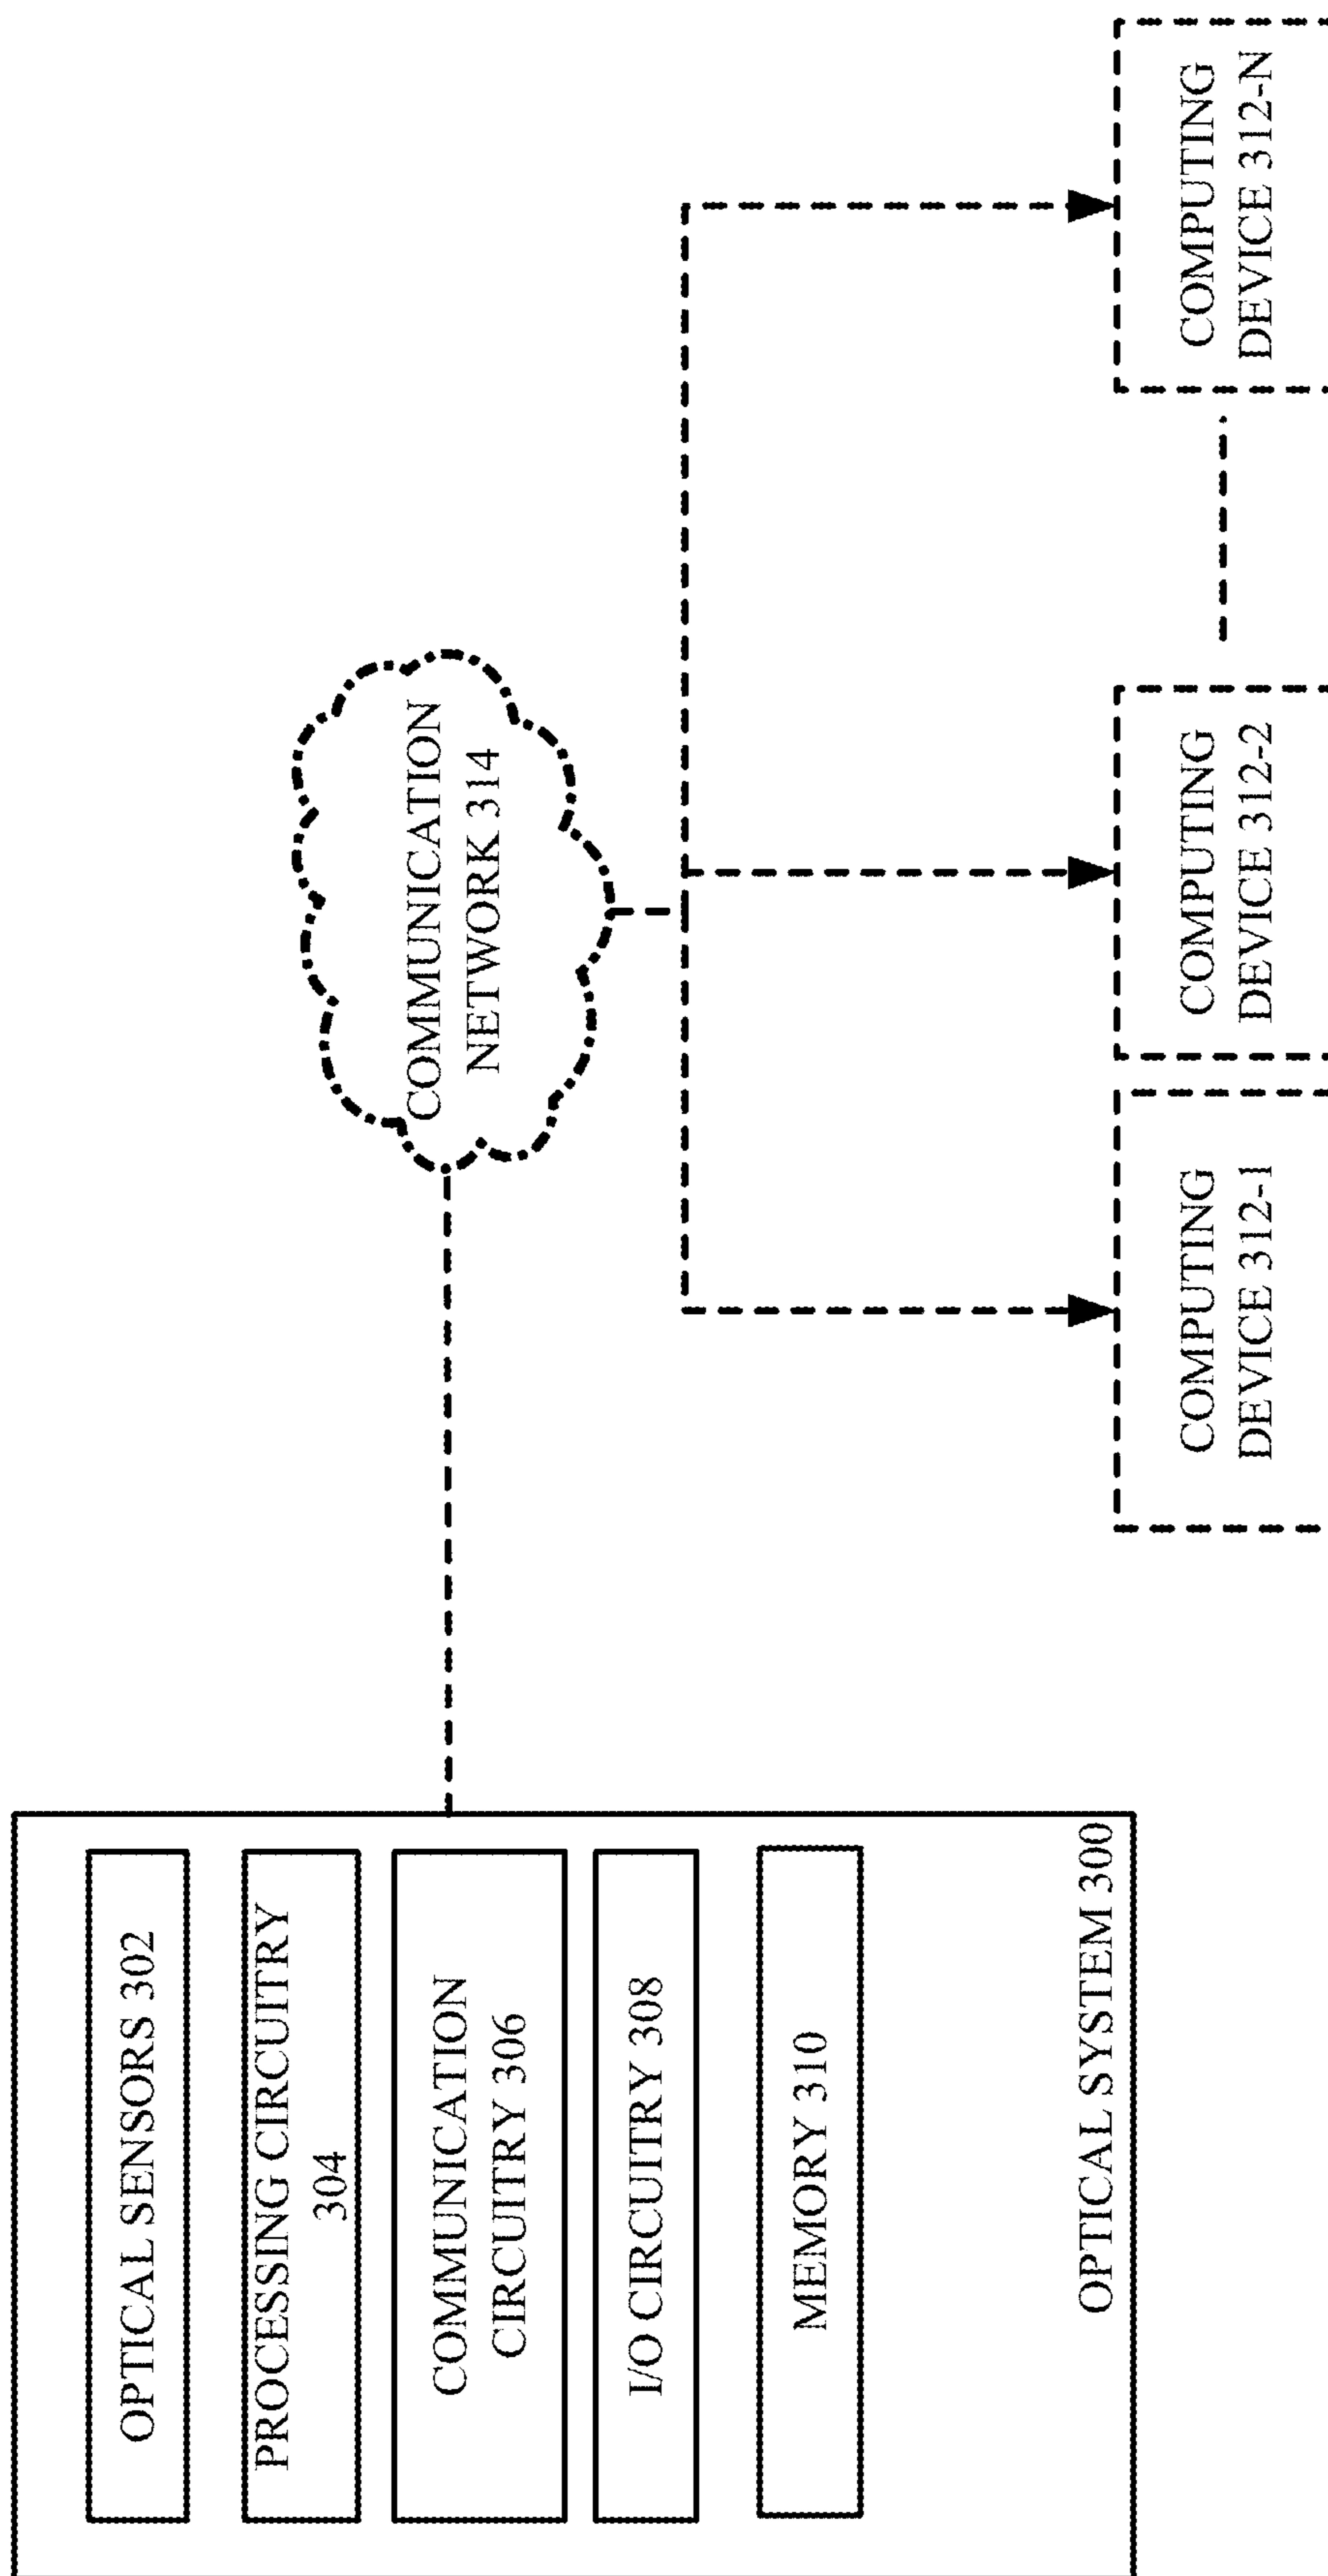 OPTICAL SENSORS 302
PROCESSING CIRCUITRY
304
COMMUNICATION
CIRCUITRY 306
I/O CIRCUITRY 308
MEMORY 310
OPTICAL SYSTEM 300
COMMUNICATION
NETWORK 314
COMPUTING
DEVICE 312-1
COMPUTING
DEVICE 312-2
COMPUTING
DEVICE 312-N